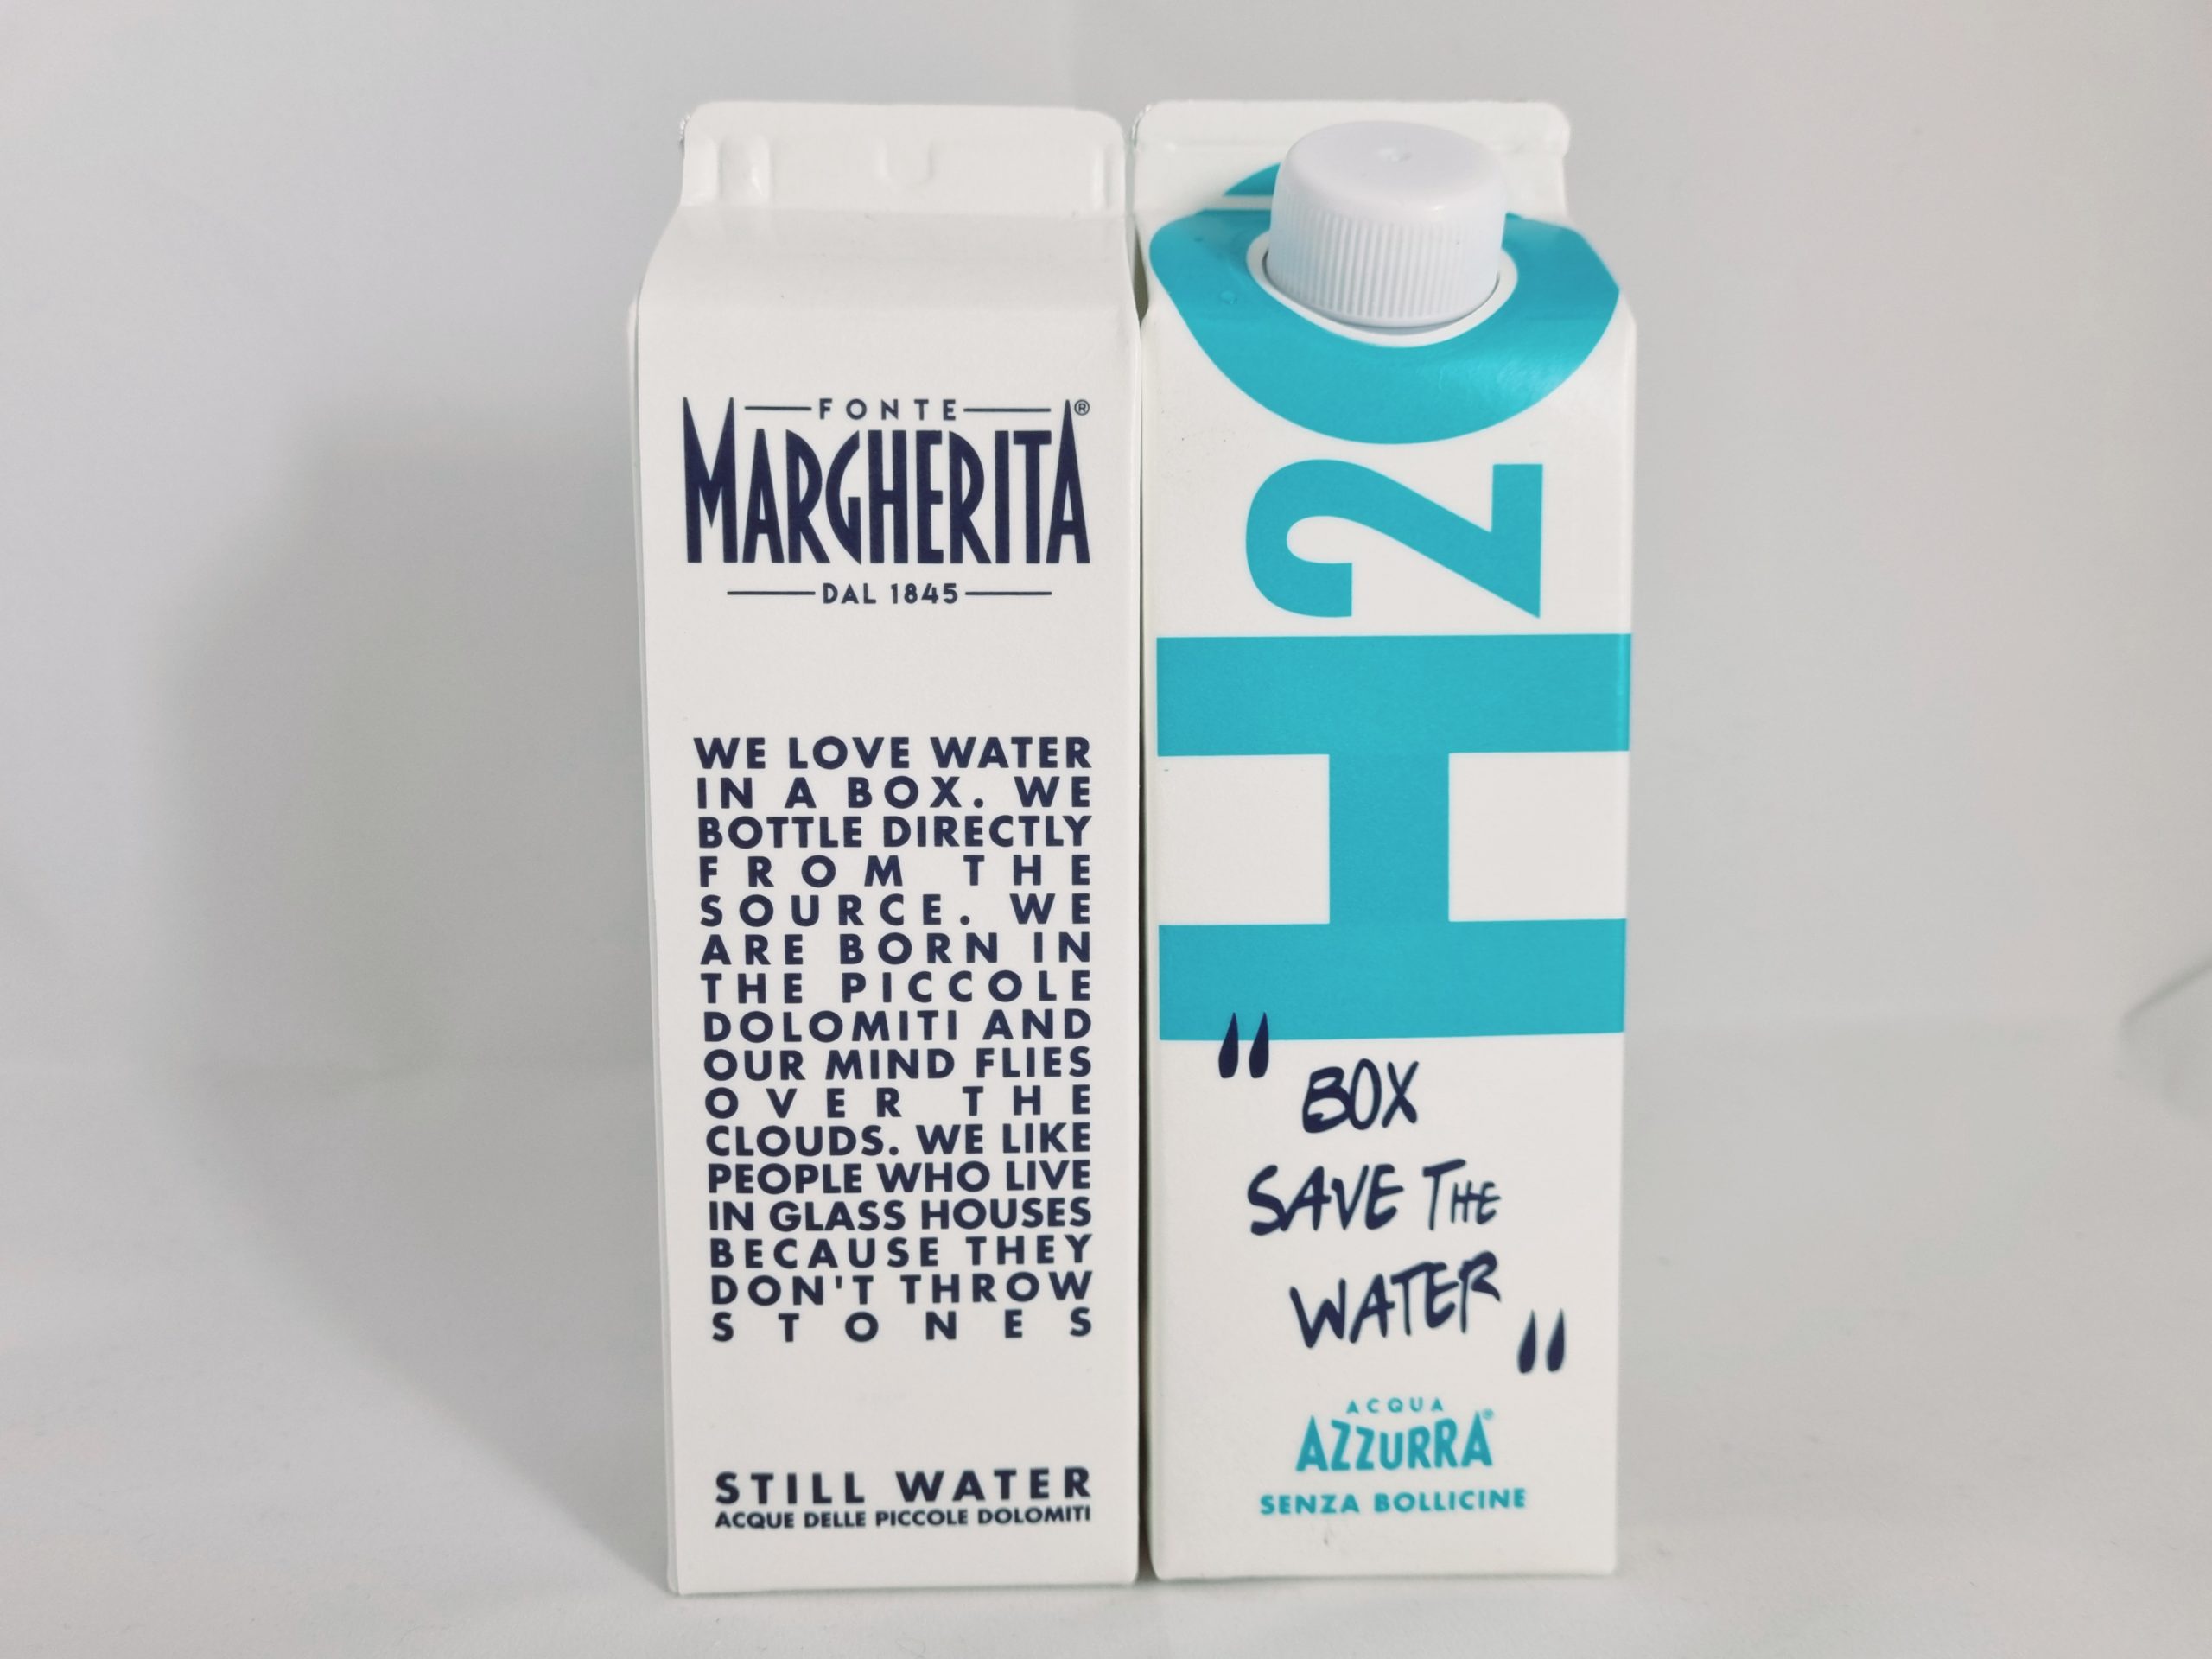 FONTE
MARGHERITA®
DAL 1845
WE LOVE WATER
IN A BOX. WE
BOTTLE DIRECTLY
FROM THE
SOURCE. WE
ARE BORN IN
THE PICCOLE
DOLOMITI AND
OUR MIND FLIES
OVER THE
CLOUDS. WE LIKE
PEOPLE WHO LIVE
IN GLASS HOUSES
BECAUSE THEY
DON'T THROW
STONES
STILL WATER
ACQUE DELLE PICCOLE DOLOMITI
H2O
"BOX
SAVE THE
WATER"
ACQUA
AZZURRA®
SENZA BOLLICINE